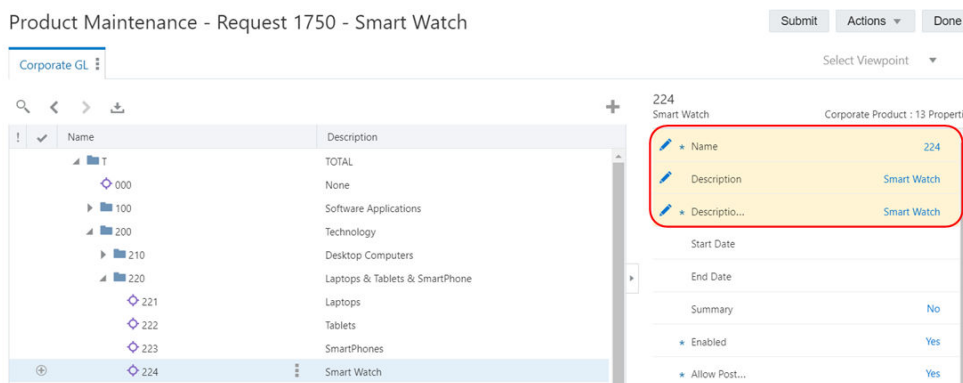 Product Maintenance - Request 1750 - Smart Watch
Submit Actions Done
Corporate GL
Select Viewpoint
! Name Description
T TOTAL
000 None
100 Software Applications
200 Technology
210 Desktop Computers
220 Laptops & Tablets & SmartPhone
221 Laptops
222 Tablets
223 SmartPhones
224 Smart Watch
224
Smart Watch Corporate Product : 13 Properti
* Name 224
Description Smart Watch
* Descriptio... Smart Watch
Start Date
End Date
Summary No
* Enabled Yes
* Allow Post... Yes